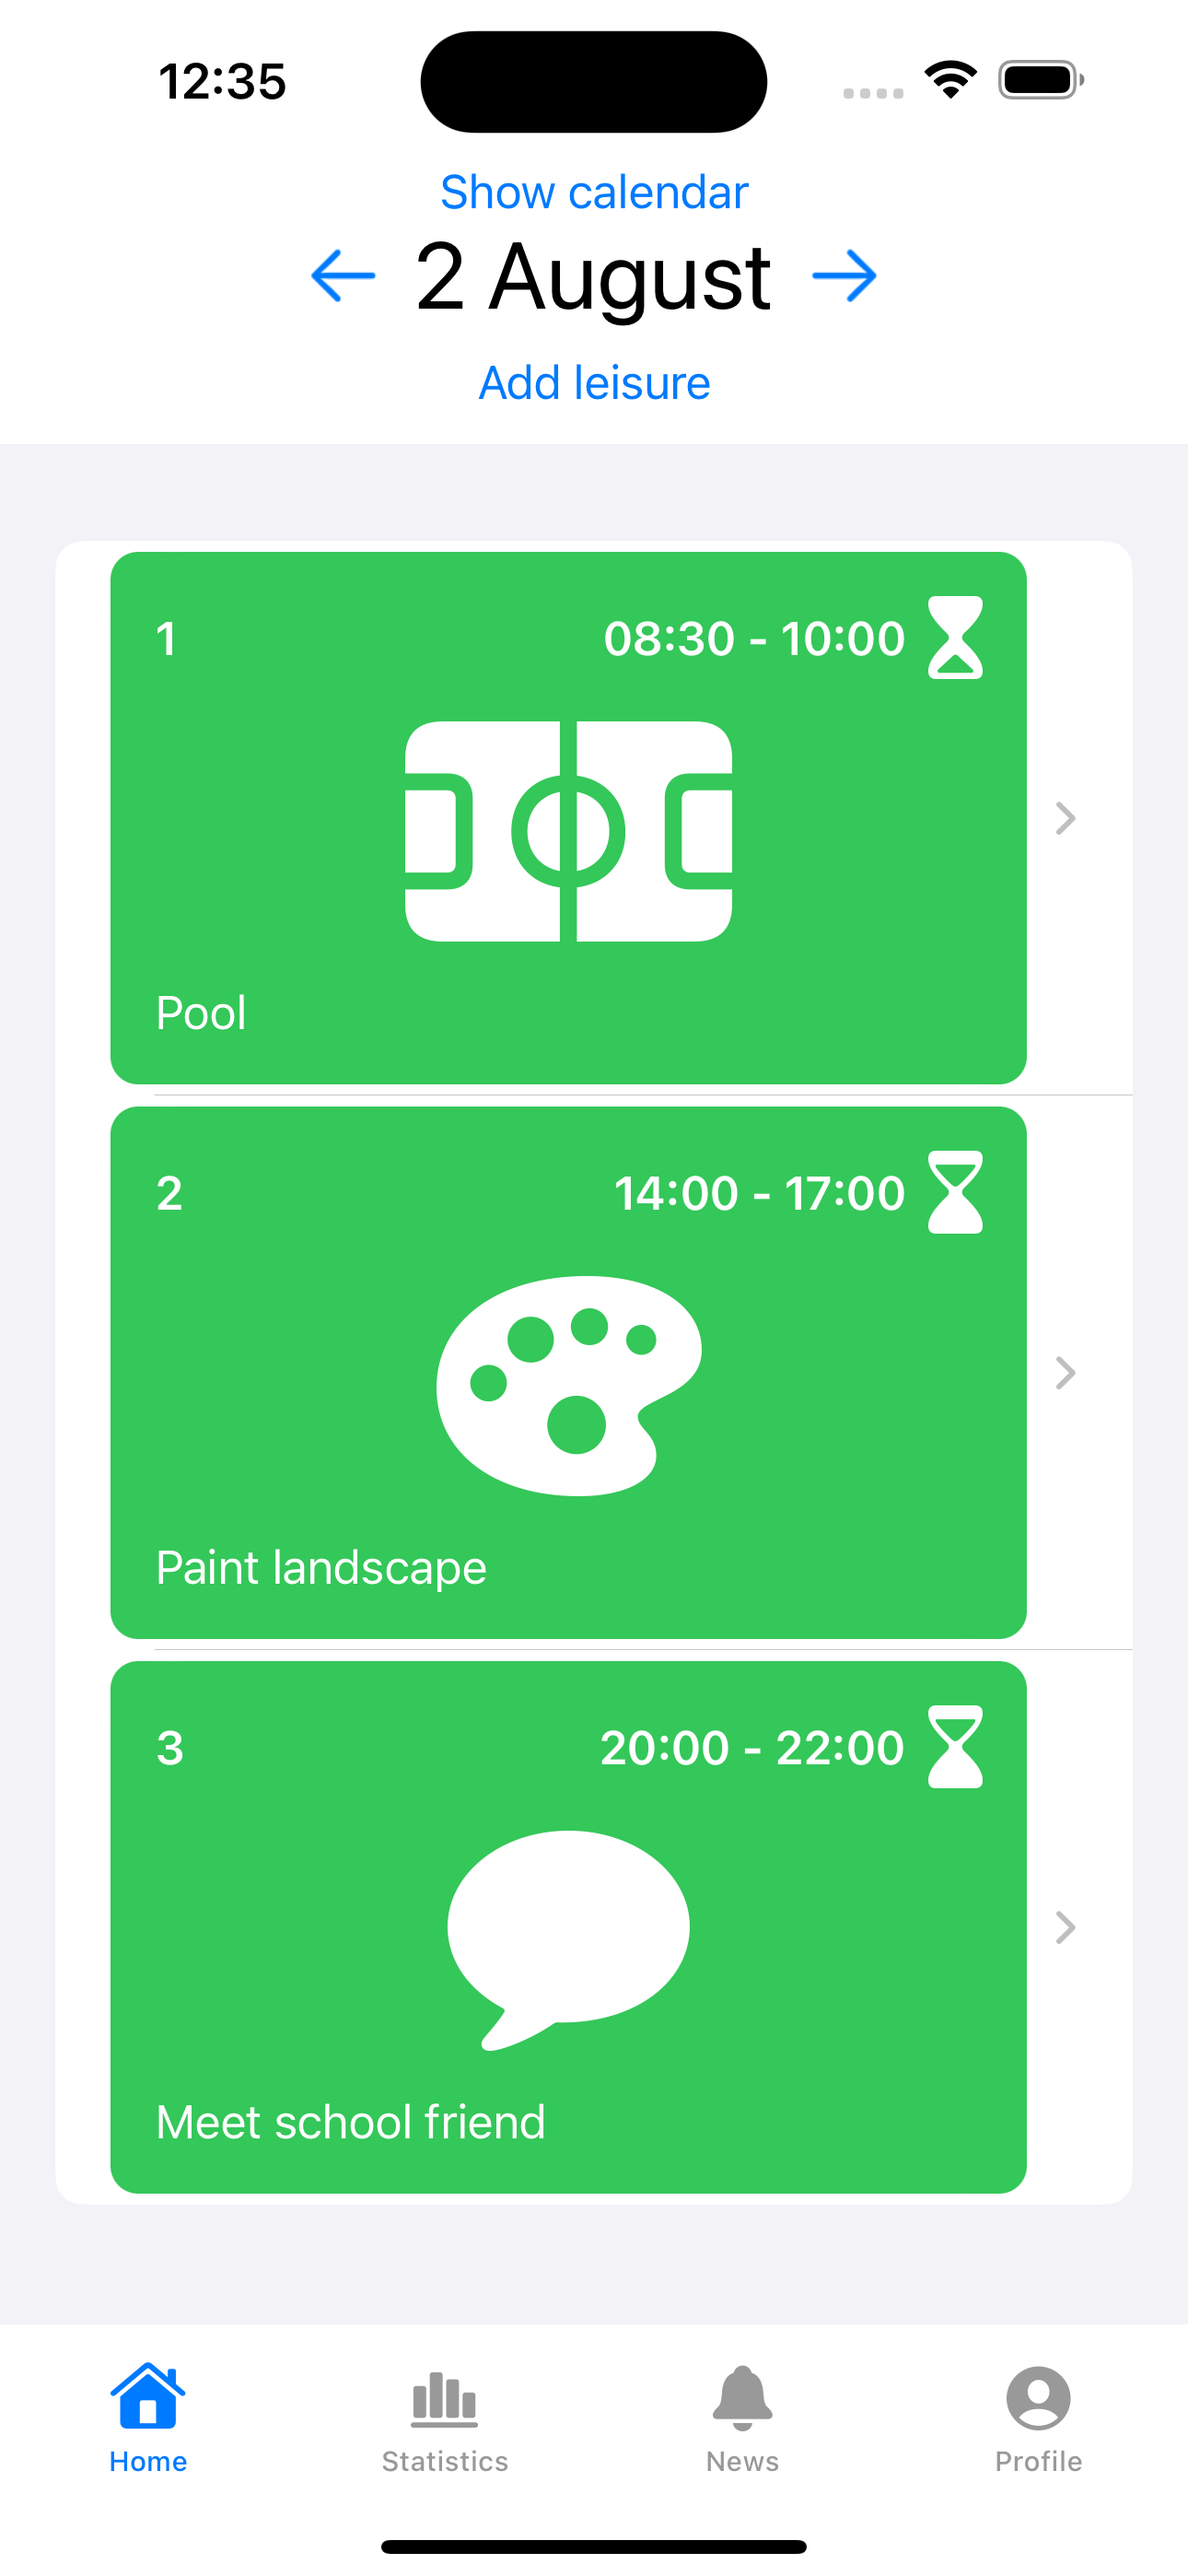 12:35
Show calendar
2 August
Add leisure
1 08:30 - 10:00
Pool
2 14:00 - 17:00
Paint landscape
3 20:00 - 22:00
Meet school friend
Home Statistics News Profile